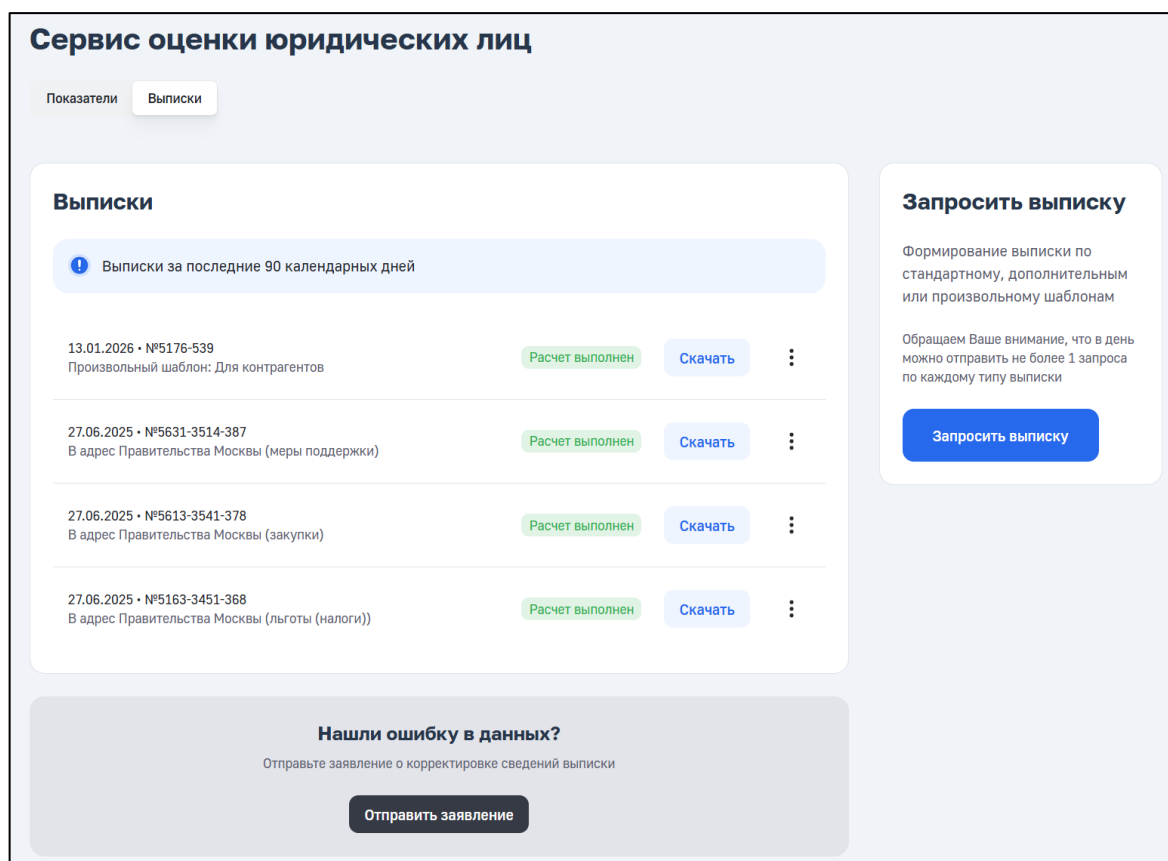 Сервис оценки юридических лиц
Показатели
Выписки
Выписки
Выписки за последние 90 календарных дней
13.01.2026 • №5176-539
Произвольный шаблон: Для контрагентов
Расчет выполнен
Скачать
27.06.2025 • №5631-3514-387
В адрес Правительства Москвы (меры поддержки)
Расчет выполнен
Скачать
27.06.2025 • №5613-3541-378
В адрес Правительства Москвы (закупки)
Расчет выполнен
Скачать
27.06.2025 • №5163-3451-368
В адрес Правительства Москвы (льготы (налоги))
Расчет выполнен
Скачать
Нашли ошибку в данных?
Отправьте заявление о корректировке сведений выписки
Отправить заявление
Запросить выписку
Формирование выписки по
стандартному, дополнительным
или произвольному шаблонам
Обращаем Ваше внимание, что в день
можно отправить не более 1 запроса
по каждому типу выписки
Запросить выписку